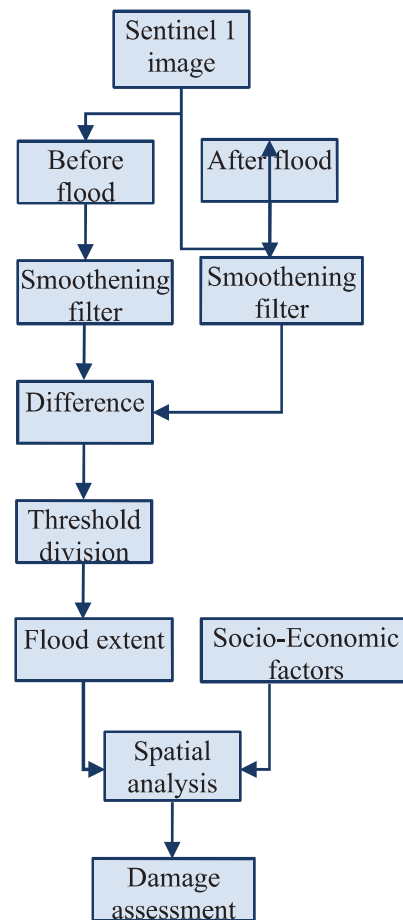 Sentinel 1
image
Before
flood
After flood
Smoothening
filter
Smoothening
filter
Difference
Threshold
division
Flood extent
Socio-Economic
factors
Spatial
analysis
Damage
assessment